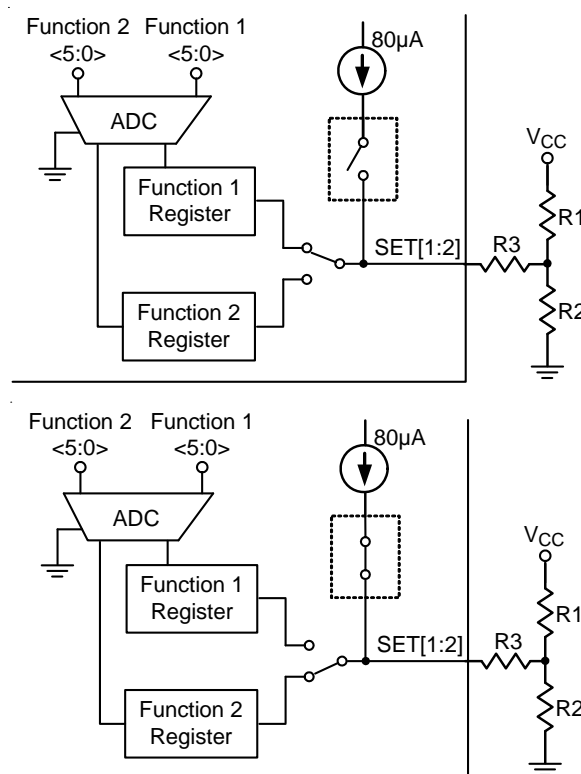 Function 2 Function 1
<5:0> <5:0>
80µA
ADC
VCC
Function 1
Register
R1
SET[1:2]
R3
R2
Function 2
Register
Function 2 Function 1
<5:0> <5:0>
80µA
ADC
VCC
Function 1
Register
R1
SET[1:2]
R3
R2
Function 2
Register